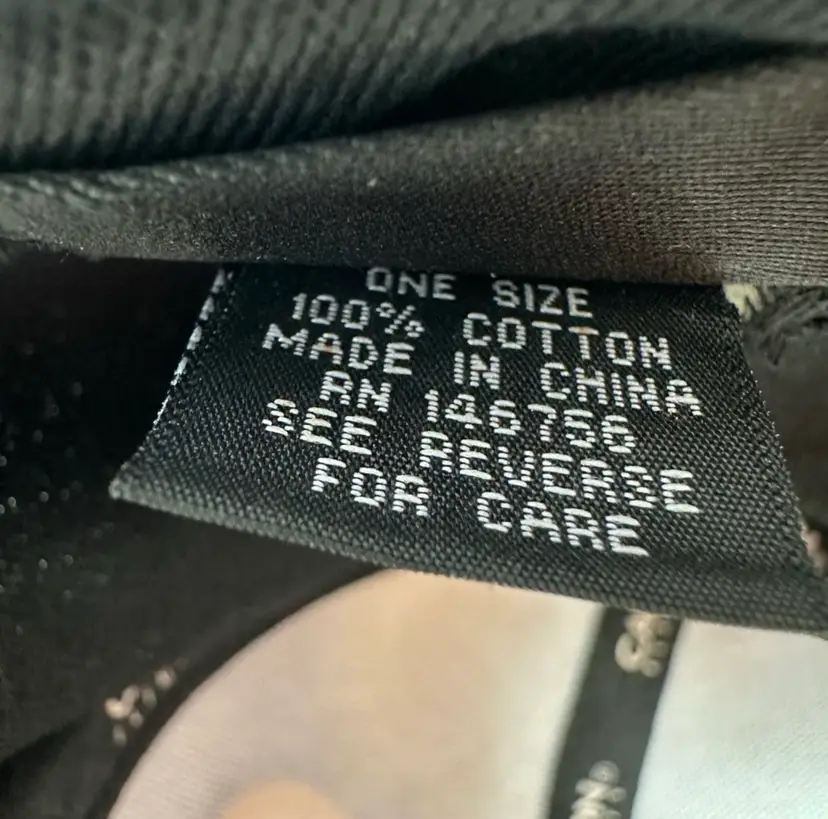 ONE SIZE
100% COTTON
MADE IN CHINA
RN 146756
SEE REVERSE
FOR CARE